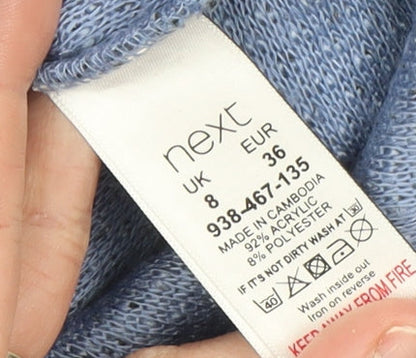 next
UK EUR
8 36
938-467-135
MADE IN CAMBODIA
92% ACRYLIC
8% POLYESTER
IF IT'S NOT DIRTY WASH AT 30
40
Wash inside out
Iron on reverse
KEEP AWAY FROM FIRE